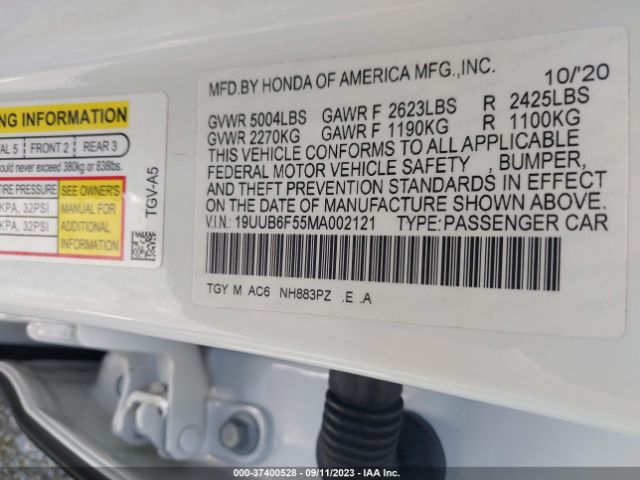 NG INFORMATION
AL 5 FRONT 2 REAR 3
ould never exceed 380kg or 838lbs.
TIRE PRESSURE SEE OWNER'S
KPA, 32PSI MANUAL FOR
ADDITIONAL
KPA, 32PSI INFORMATION
TGV-A5
MFD.BY HONDA OF AMERICA MFG.,INC. 10/'20
GVWR 5004LBS GAWR F 2623LBS R 2425LBS
GVWR 2270KG GAWR F 1190KG R 1100KG
THIS VEHICLE CONFORMS TO ALL APPLICABLE
FEDERAL MOTOR VEHICLE SAFETY , BUMPER,
AND THEFT PREVENTION STANDARDS IN EFFECT
ON THE DATE OF MANUFACTURE SHOWN ABOVE.
V.I.N.: 19UUB6F55MA002121 TYPE:PASSENGER CAR
TGY M AC6 NH883PZ .E .A
000-37400528 - 09/11/2023 - IAA Inc.